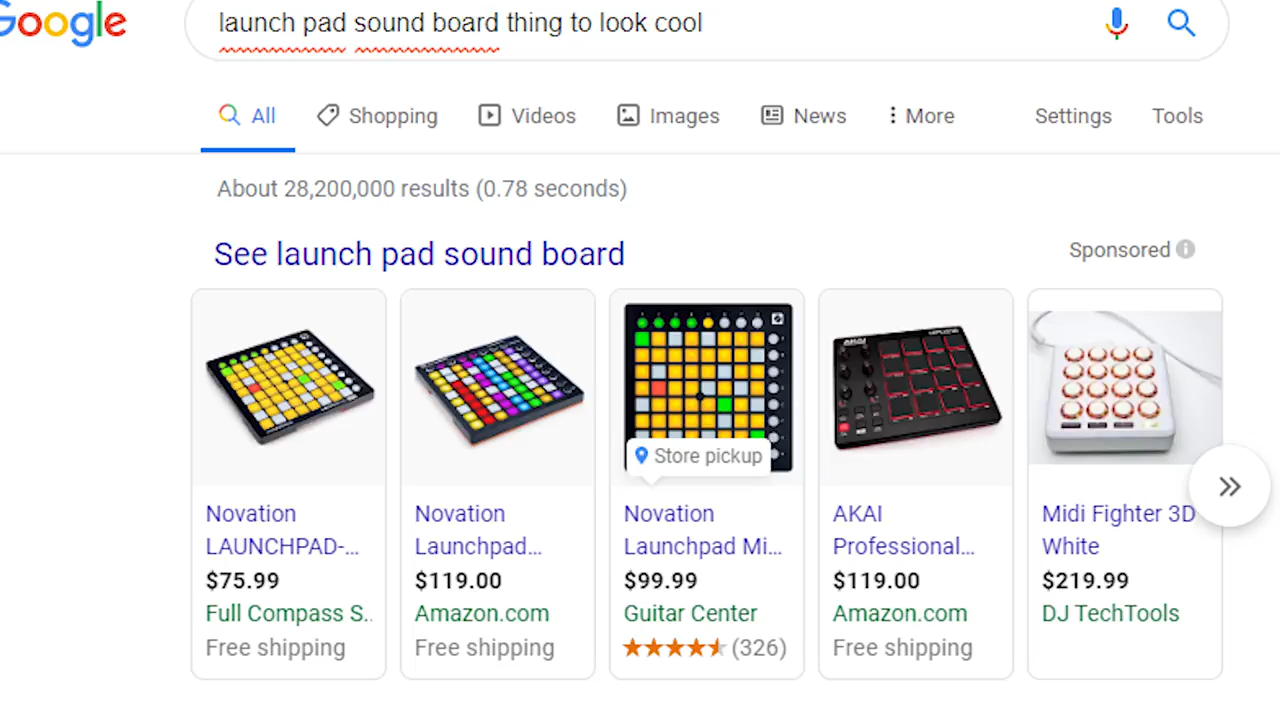 Google
launch pad sound board thing to look cool
All Shopping Videos Images News More Settings Tools
About 28,200,000 results (0.78 seconds)
See launch pad sound board
Sponsored
AKAI
Store pickup
Novation
LAUNCHPAD-...
$75.99
Full Compass S..
Free shipping
Novation
Launchpad...
$119.00
Amazon.com
Free shipping
Novation
Launchpad Mi...
$99.99
Guitar Center
(326)
AKAI
Professional...
$119.00
Amazon.com
Free shipping
Midi Fighter 3D
White
$219.99
DJ TechTools